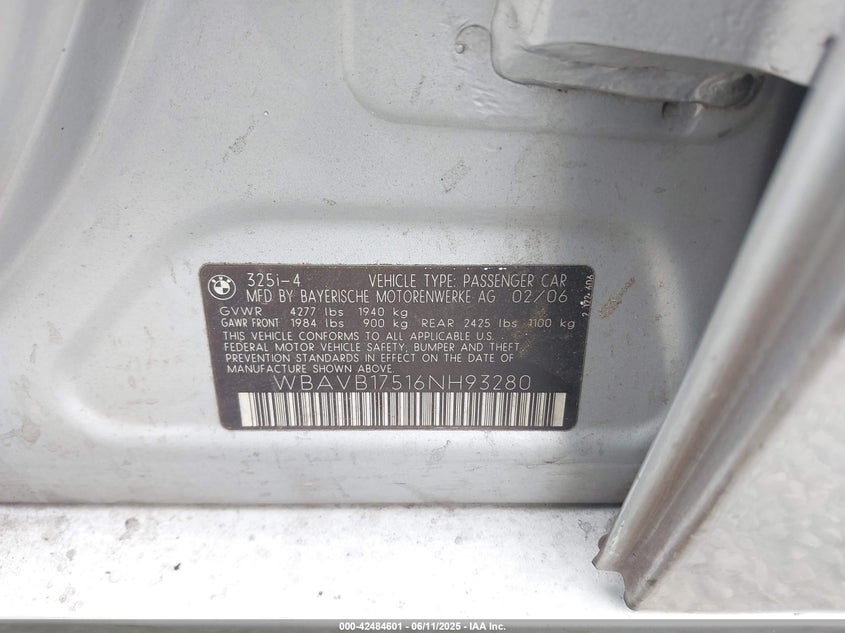 325i-4 VEHICLE TYPE: PASSENGER CAR
MFD BY BAYERISCHE MOTORENWERKE AG 02/06
GVWR 4277 lbs 1940 kg
GAWR FRONT 1984 lbs 900 kg REAR 2425 lbs 1100 kg
THIS VEHICLE CONFORMS TO ALL APPLICABLE U.S.
FEDERAL MOTOR VEHICLE SAFETY, BUMPER AND THEFT
PREVENTION STANDARDS IN EFFECT ON THE DATE OF
MANUFACTURE SHOWN ABOVE.
WBAVB17516NH93280
000-42484601 - 06/11/2025 - IAA Inc.